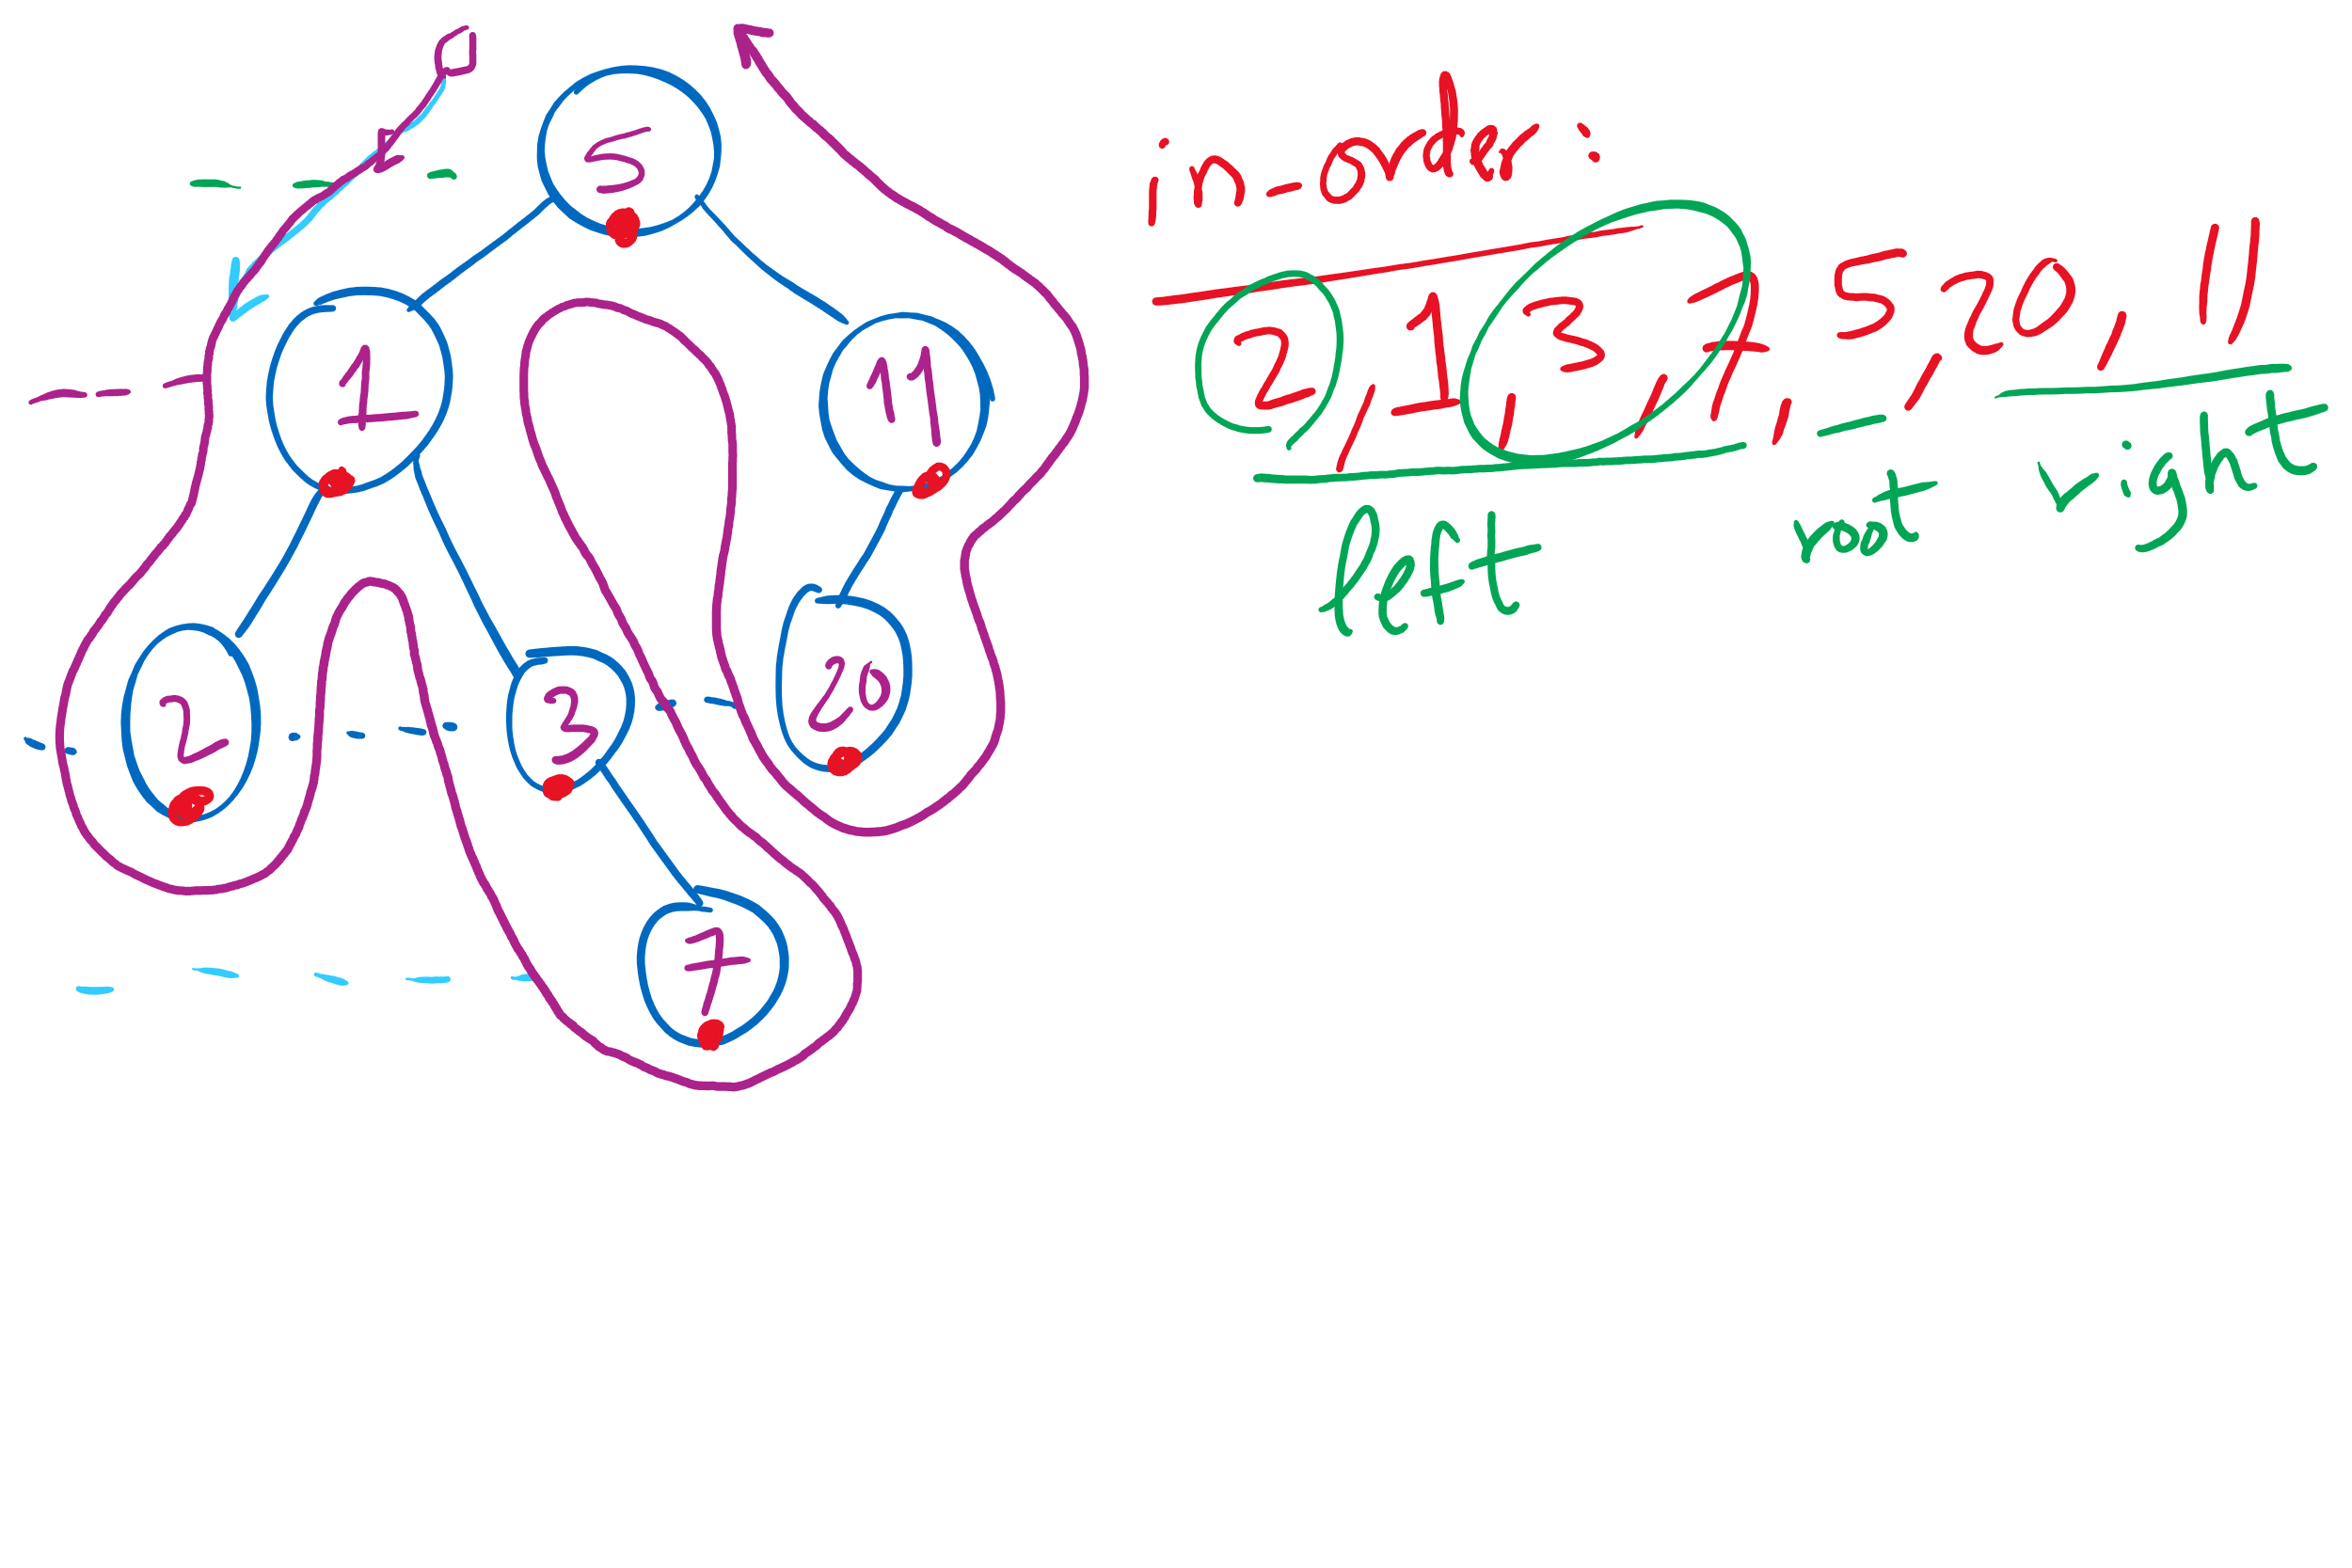 5
1
11
2
3
20
7
in-order:
2, 1, 3, 7, 5, 20, 11
left root right